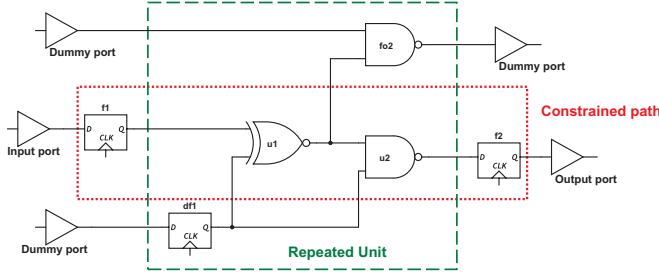 Dummy port
fo2
Dummy port
Constrained path
f1
D Q
CLK
Input port
u1
u2
f2
D Q
CLK
Output port
df1
D Q
CLK
Dummy port
Repeated Unit